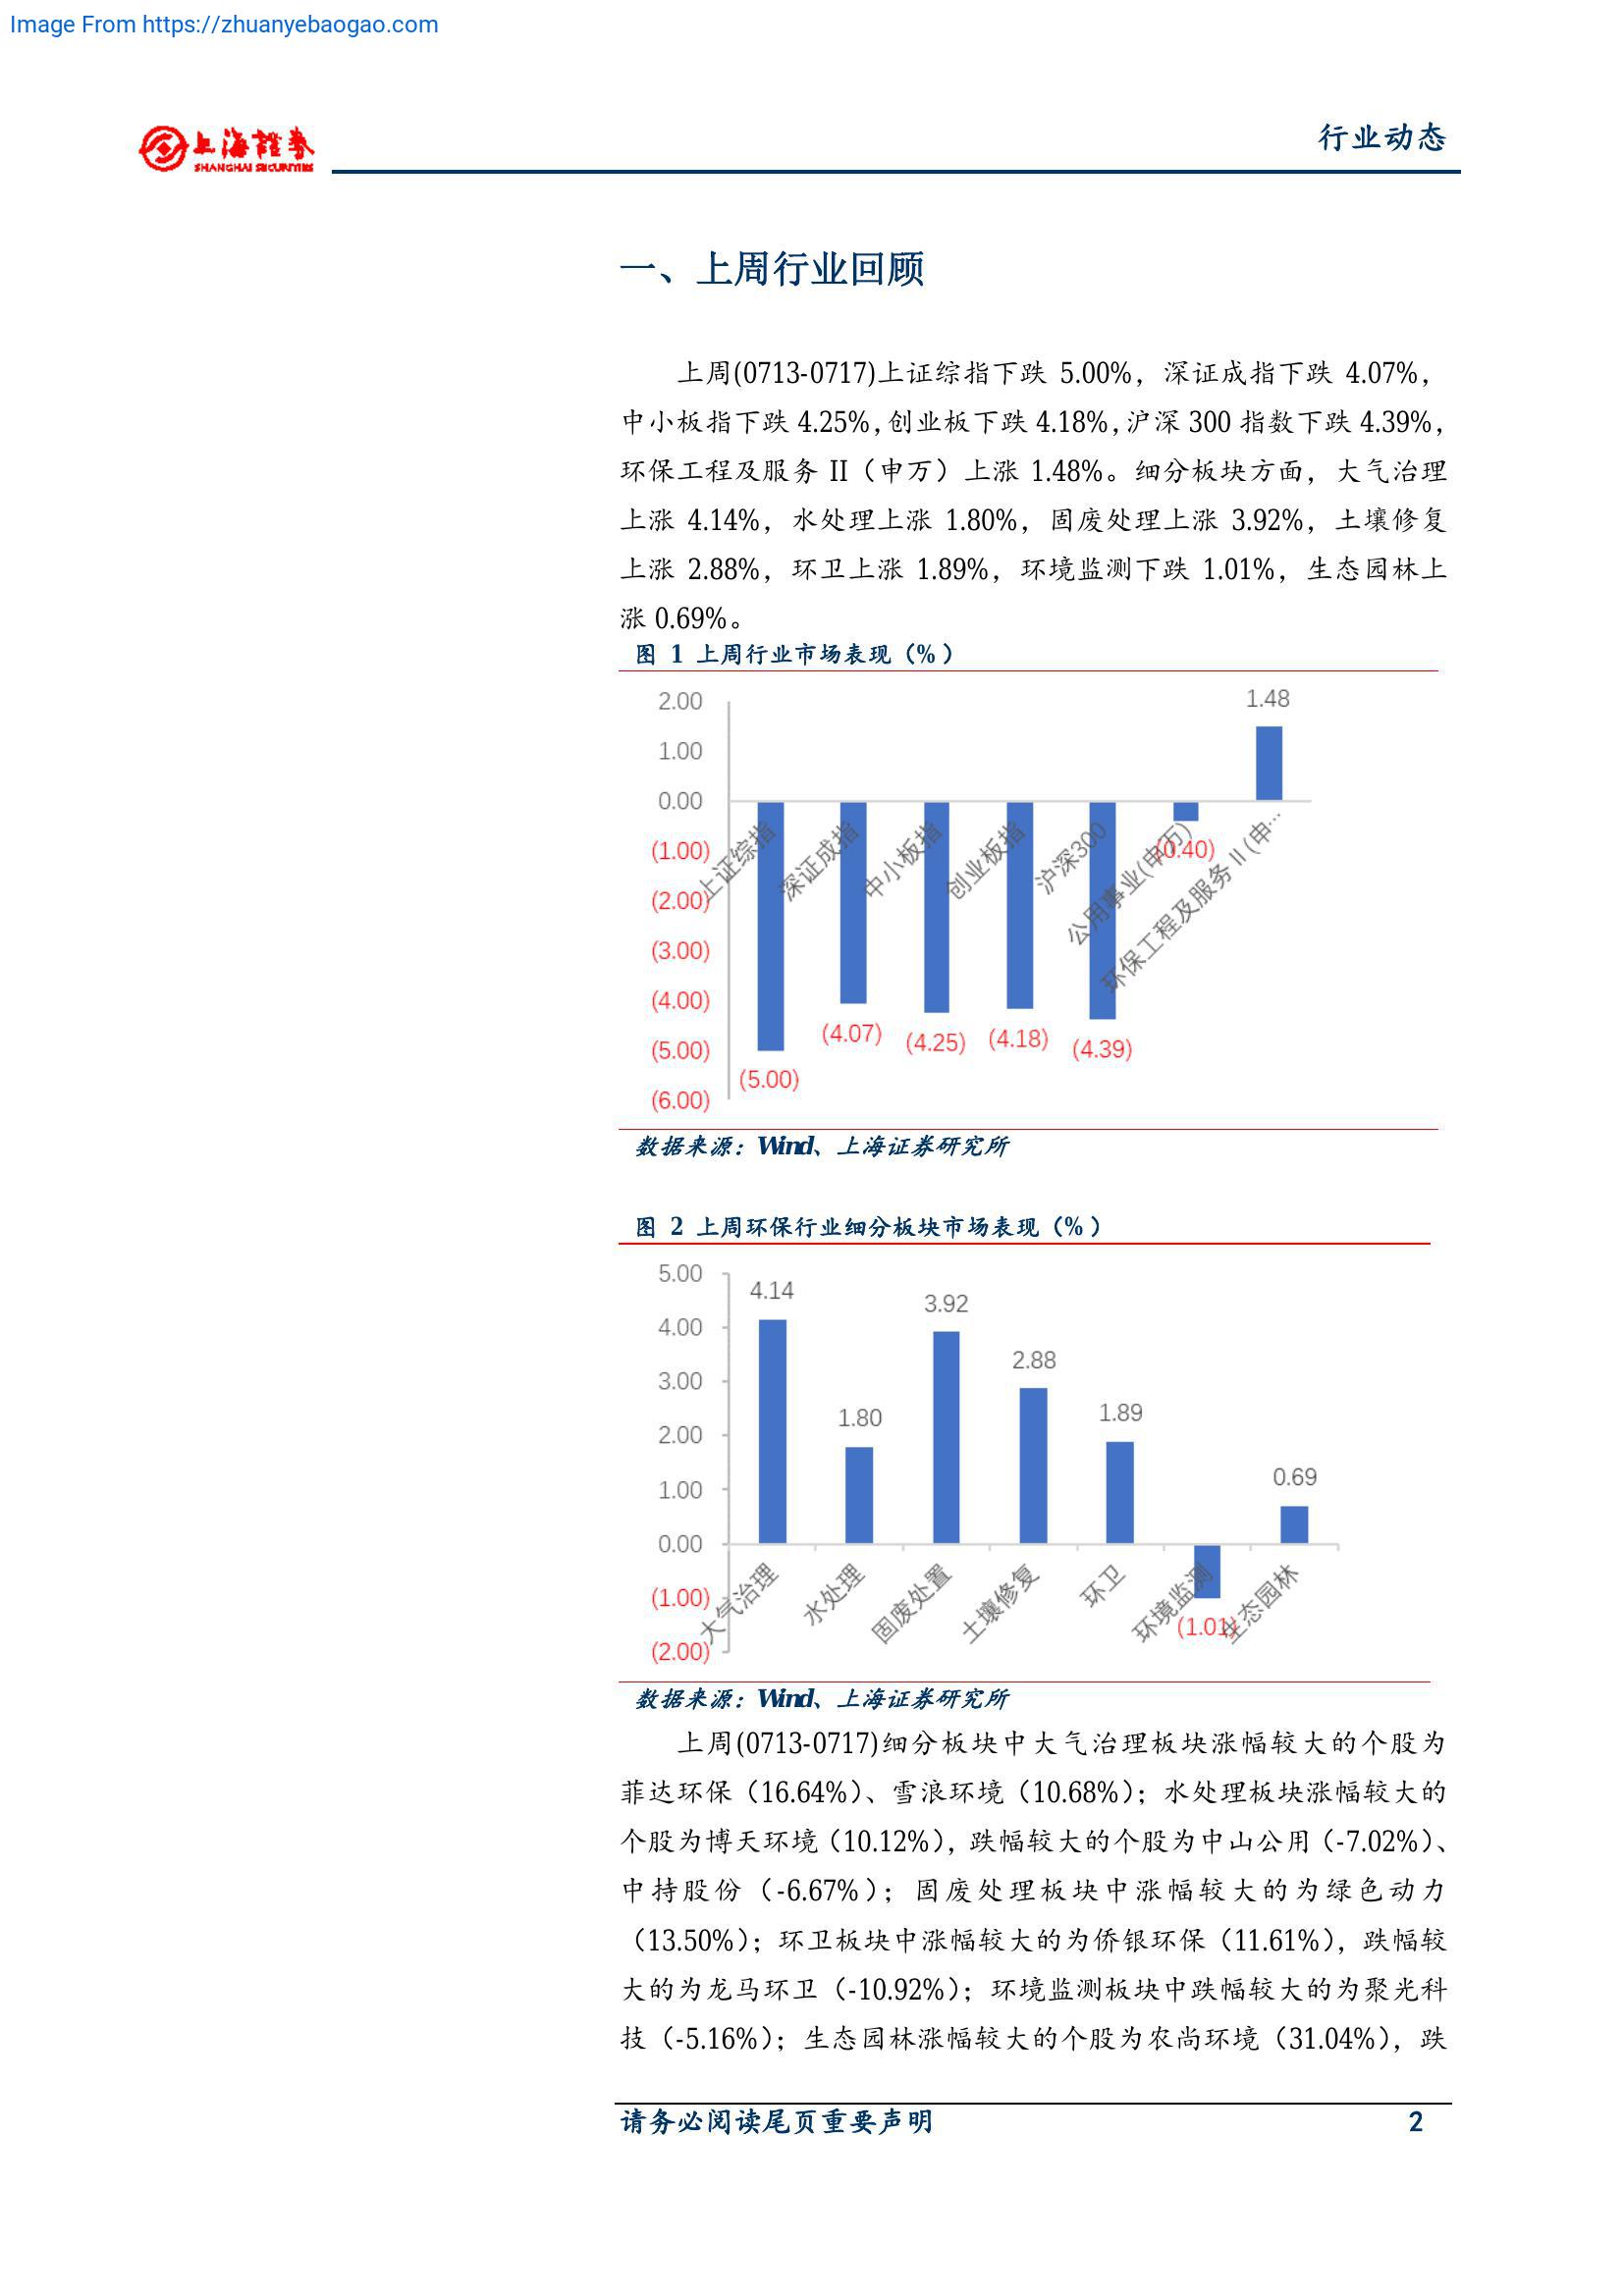 Image From https://zhuanyebaogao.com
上海證券
SHANGHAI SECURITIES
行业动态
一、上周行业回顾
上周(0713-0717)上证综指下跌 5.00%，深证成指下跌 4.07%，
中小板指下跌 4.25%，创业板下跌 4.18%，沪深 300 指数下跌 4.39%，
环保工程及服务 II（申万）上涨 1.48%。细分板块方面，大气治理
上涨 4.14%，水处理上涨 1.80%，固废处理上涨 3.92%，土壤修复
上涨 2.88%，环卫上涨 1.89%，环境监测下跌 1.01%，生态园林上
涨 0.69%。
图 1 上周行业市场表现（%）
2.00
1.00
0.00
(1.00)
(2.00)
(3.00)
(4.00)
(5.00)
(6.00)
上证综指
深证成指
中小板指
创业板指
沪深300
公用事业(申万)
环保工程及服务Ⅱ(申…
(5.00)
(4.07)
(4.25)
(4.18)
(4.39)
(0.40)
1.48
数据来源：Wind、上海证券研究所
图 2 上周环保行业细分板块市场表现（%）
5.00
4.00
3.00
2.00
1.00
0.00
(1.00)
(2.00)
4.14
1.80
3.92
2.88
1.89
(1.01)
0.69
大气治理
水处理
固废处置
土壤修复
环卫
环境监测
生态园林
数据来源：Wind、上海证券研究所
上周(0713-0717)细分板块中大气治理板块涨幅较大的个股为
菲达环保（16.64%）、雪浪环境（10.68%）；水处理板块涨幅较大的
个股为博天环境（10.12%），跌幅较大的个股为中山公用（-7.02%）、
中持股份（-6.67%）；固废处理板块中涨幅较大的为绿色动力
（13.50%）；环卫板块中涨幅较大的为侨银环保（11.61%），跌幅较
大的为龙马环卫（-10.92%）；环境监测板块中跌幅较大的为聚光科
技（-5.16%）；生态园林涨幅较大的个股为农尚环境（31.04%），跌
请务必阅读尾页重要声明
2